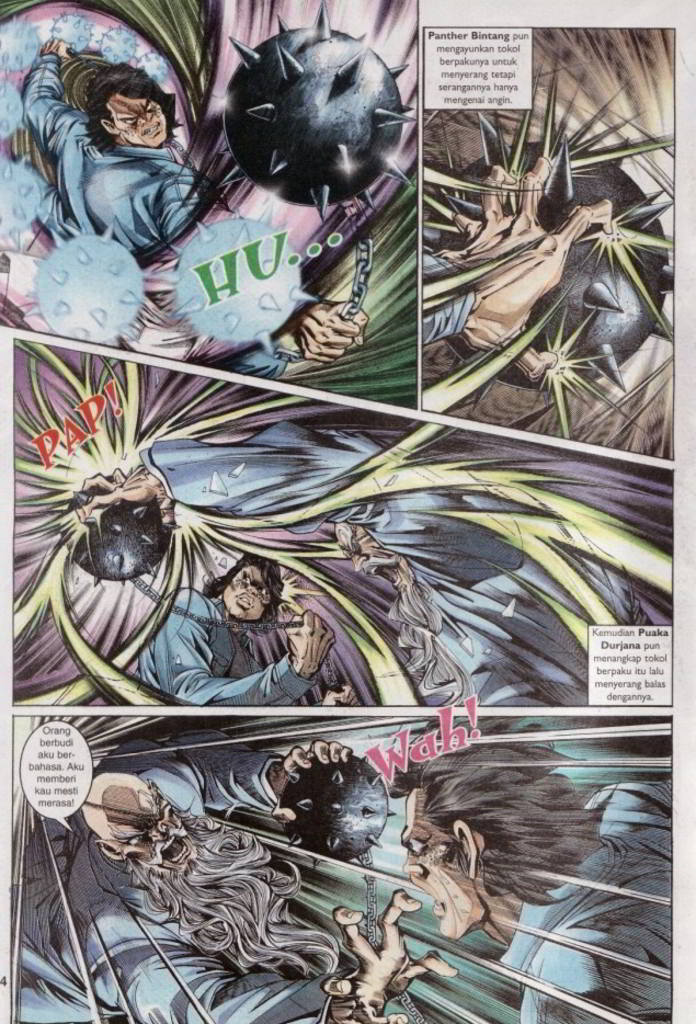 HU...
Panther Bintang pun
mengayunkan tokol
berpakunya untuk
menyerang tetapi
serangannya hanya
mengenai angin.
PAP!
Kemudian Puaka
Durjana pun
menangkap tokol
berpaku itu lalu
menyerang balas
dengannya.
Orang
berbudi
aku ber-
bahasa. Aku
memberi
kau mesti
merasa!
Wah!
4